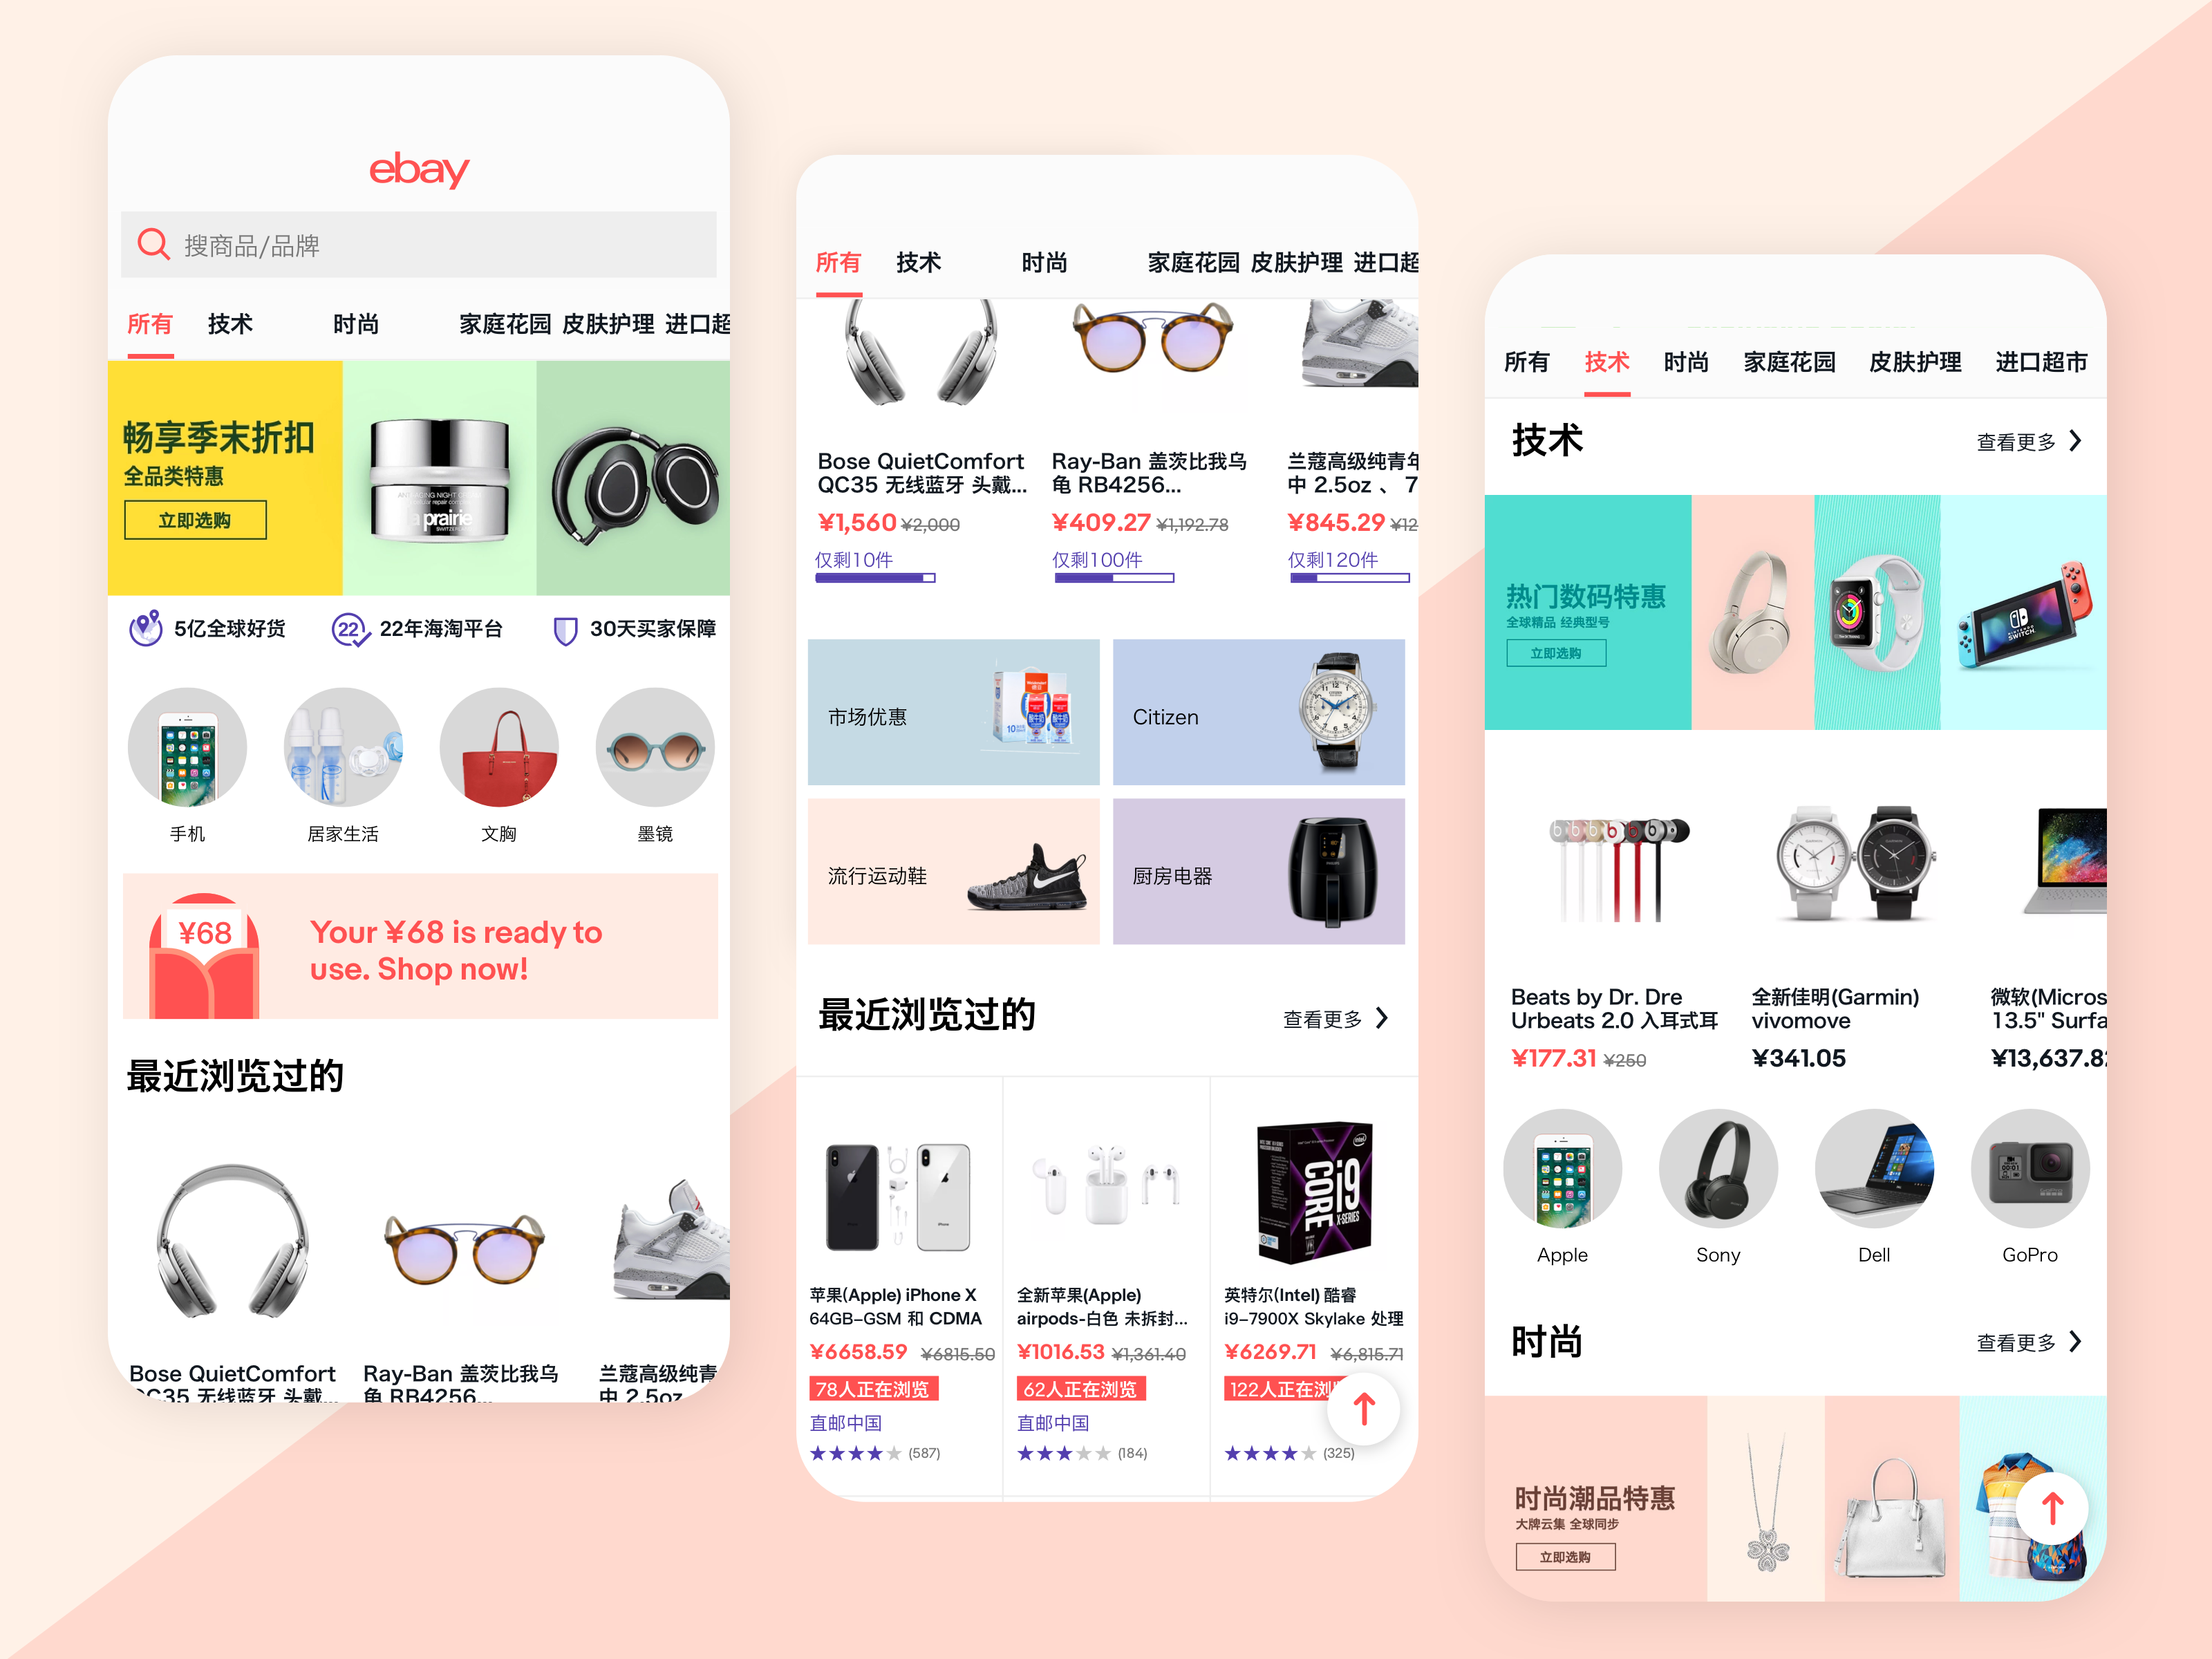 ebay
搜商品/品牌
所有 技术 时尚 家庭花园 皮肤护理 进口超
畅享季末折扣
全品类特惠
立即选购
la prairie
5亿全球好货 22 22年海淘平台 30天买家保障
手机 居家生活 文胸 墨镜
¥68
Your ¥68 is ready to
use. Shop now!
最近浏览过的
Bose QuietComfort
QC35 无线蓝牙 头戴...
Ray-Ban 盖茨比我乌
龟 RB4256...
兰蔻高级纯青
中 2.5oz
所有 技术 时尚 家庭花园 皮肤护理 进口超
Bose QuietComfort
QC35 无线蓝牙 头戴...
¥1,560 ¥2,000
仅剩10件
Ray-Ban 盖茨比我乌
龟 RB4256...
¥409.27 ¥1,192.78
仅剩100件
兰蔻高级纯青年
中 2.5oz 、 7
¥845.29 ¥12
仅剩120件
市场优惠
Citizen
流行运动鞋
厨房电器
最近浏览过的
查看更多
苹果(Apple) iPhone X
64GB-GSM 和 CDMA
¥6658.59 ¥6815.50
78人正在浏览
直邮中国
(587)
全新苹果(Apple)
airpods-白色 未拆封...
¥1016.53 ¥1,361.40
62人正在浏览
直邮中国
(184)
intel
CORE i9
X-SERIES
英特尔(Intel) 酷睿
i9-7900X Skylake 处理
¥6269.71 ¥6,815.71
122人正在浏
(325)
所有 技术 时尚 家庭花园 皮肤护理 进口超市
技术
查看更多
热门数码特惠
全球精品 经典型号
立即选购
NINTENDO
SWITCH
Beats by Dr. Dre
Urbeats 2.0 入耳式耳
¥177.31 ¥250
全新佳明(Garmin)
vivomove
¥341.05
微软(Micros
13.5" Surfa
¥13,637.82
Apple Sony Dell GoPro
时尚
查看更多
时尚潮品特惠
大牌云集 全球同步
立即选购